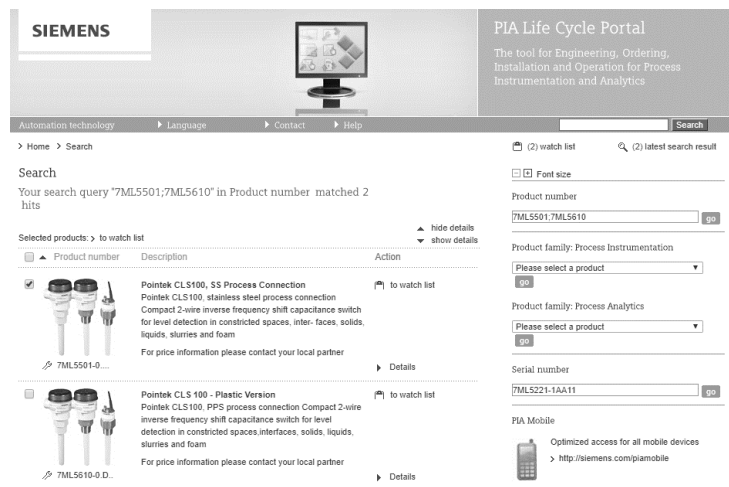 SIEMENS
PIA Life Cycle Portal
The tool for Engineering, Ordering,
Installation and Operation for Process
Instrumentation and Analytics
Automation technology
Language
Contact
Help
Search
Home
Search
(2) watch list
(2) latest search result
Search
Your search query "7ML5501;7ML5610" in Product number matched 2
hits
Font size
Product number
7ML5501;7ML5610
go
Selected products: to watch list
hide details
show details
Product number
Description
Action
Pointek CLS100, SS Process Connection
Pointek CLS100, stainless steel process connection
Compact 2-wire inverse frequency shift capacitance switch
for level detection in constricted spaces, inter- faces, solids,
liquids, slurries and foam
For price information please contact your local partner
7ML5501-0....
to watch list
Details
Pointek CLS 100 - Plastic Version
Pointek CLS100, PPS process connection Compact 2-wire
inverse frequency shift capacitance switch for level
detection in constricted spaces,interfaces, solids, liquids,
slurries and foam
For price information please contact your local partner
7ML5610-0.D..
to watch list
Details
Product family: Process Instrumentation
Please select a product
go
Product family: Process Analytics
Please select a product
go
Serial number
7ML5221-1AA11
go
PIA Mobile
Optimized access for all mobile devices
http://siemens.com/piamobile